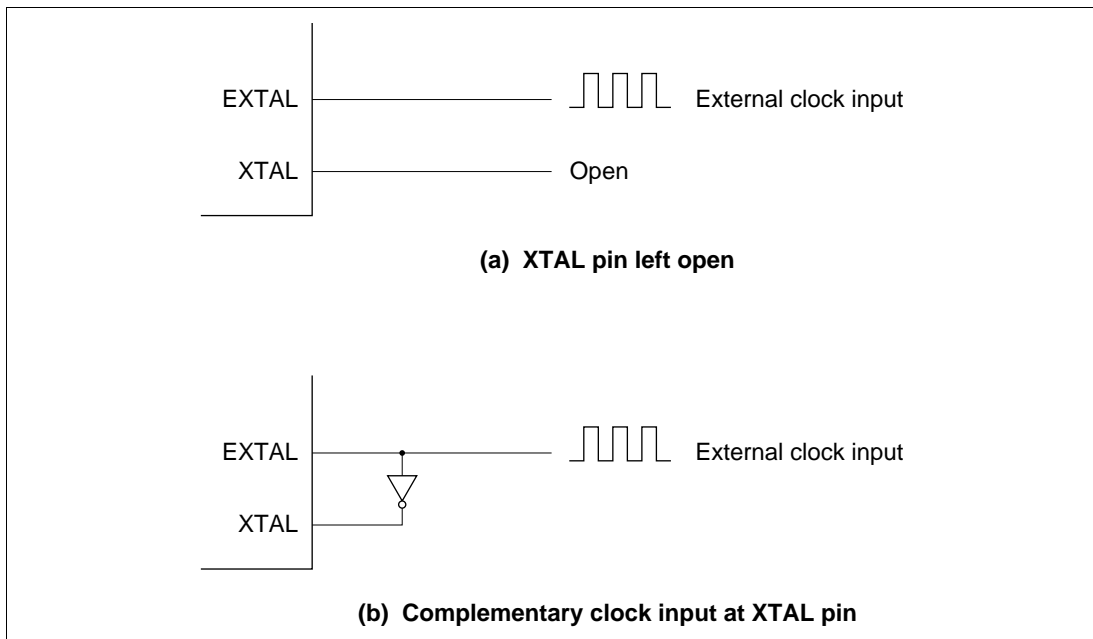 EXTAL
External clock input
XTAL
Open
(a) XTAL pin left open
EXTAL
External clock input
XTAL
(b) Complementary clock input at XTAL pin